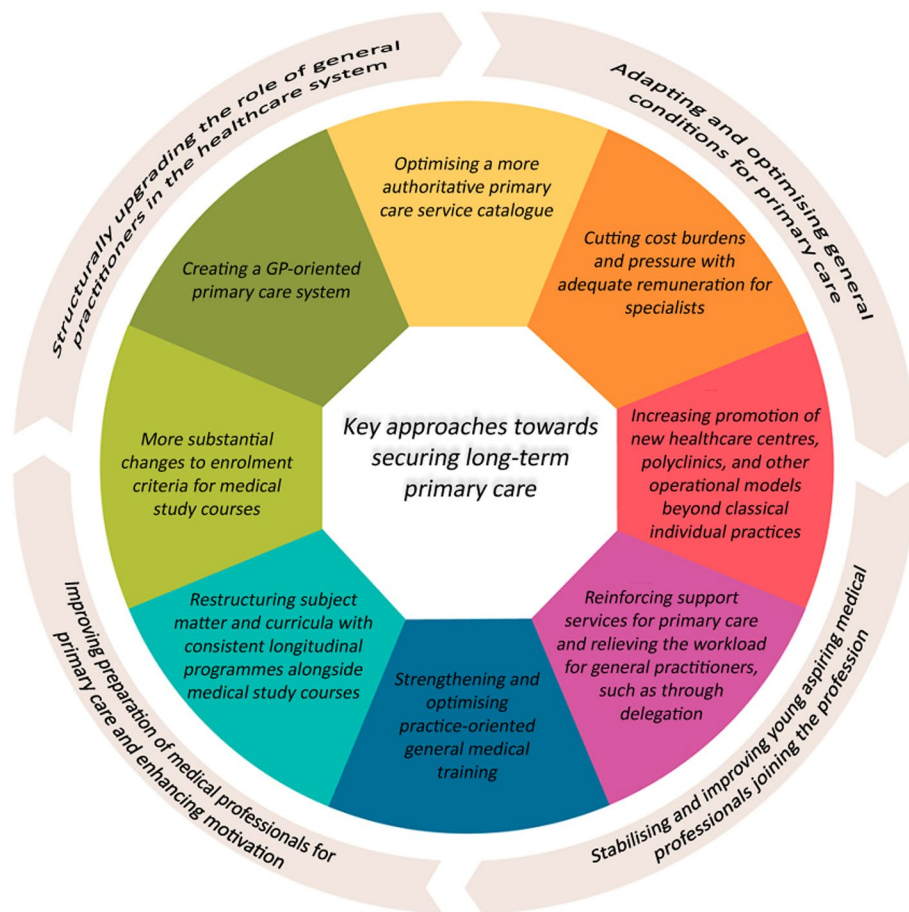 Structurally upgrading the role of general
practitioners in the healthcare system
Adapting and optimising general
conditions for primary care
Optimising a more
authoritative primary
care service catalogue
Cutting cost burdens
and pressure with
adequate remuneration for
specialists
Creating a GP-oriented
primary care system
Key approaches towards
securing long-term
primary care
Increasing promotion of
new healthcare centres,
polyclinics, and other
operational models
beyond classical
individual practices
More substantial
changes to enrolment
criteria for medical
study courses
Restructuring subject
matter and curricula with
consistent longitudinal
programmes alongside
medical study courses
Reinforcing support
services for primary care
and relieving the workload
for general practitioners,
such as through
delegation
Strengthening and
optimising
practice-oriented
general medical
training
Improving preparation of medical professionals for
primary care and enhancing motivation
Stabilising and improving young aspiring medical
professionals joining the profession